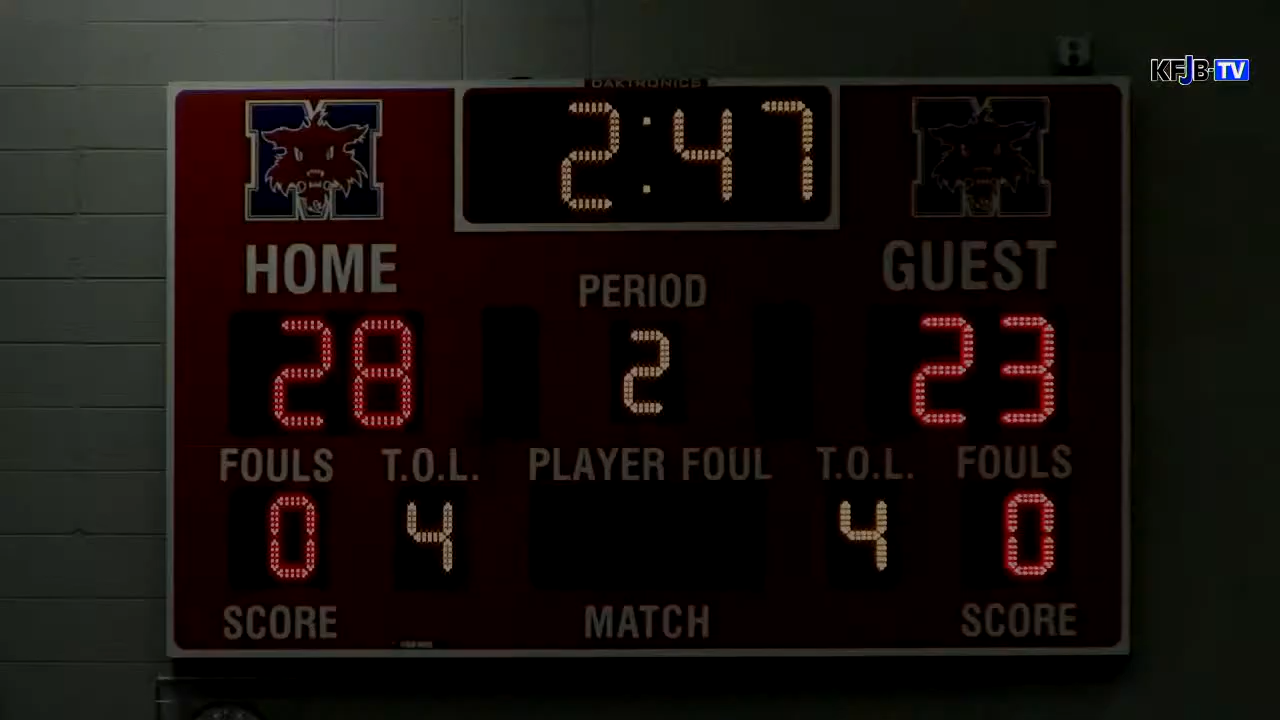 KFJB-TV
DAKTRONICS
2:47
HOME
GUEST
PERIOD
28
2
23
FOULS
T.O.L.
PLAYER FOUL
T.O.L.
FOULS
0
4
4
0
SCORE
MATCH
SCORE